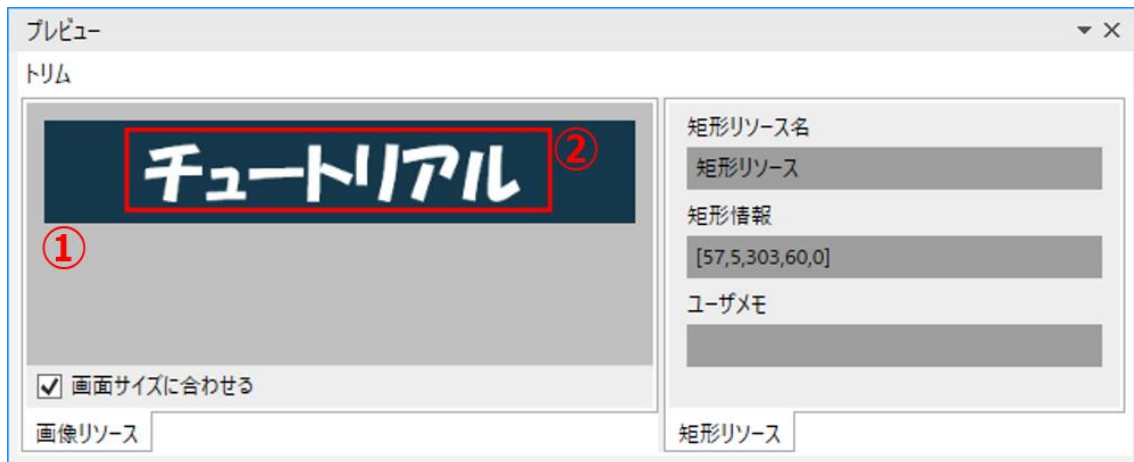 プレビュー
トリム
チュートリアル
②
①
画面サイズに合わせる
画像リソース
矩形リソース名
矩形リソース
矩形情報
[57,5,303,60,0]
ユーザメモ
矩形リソース